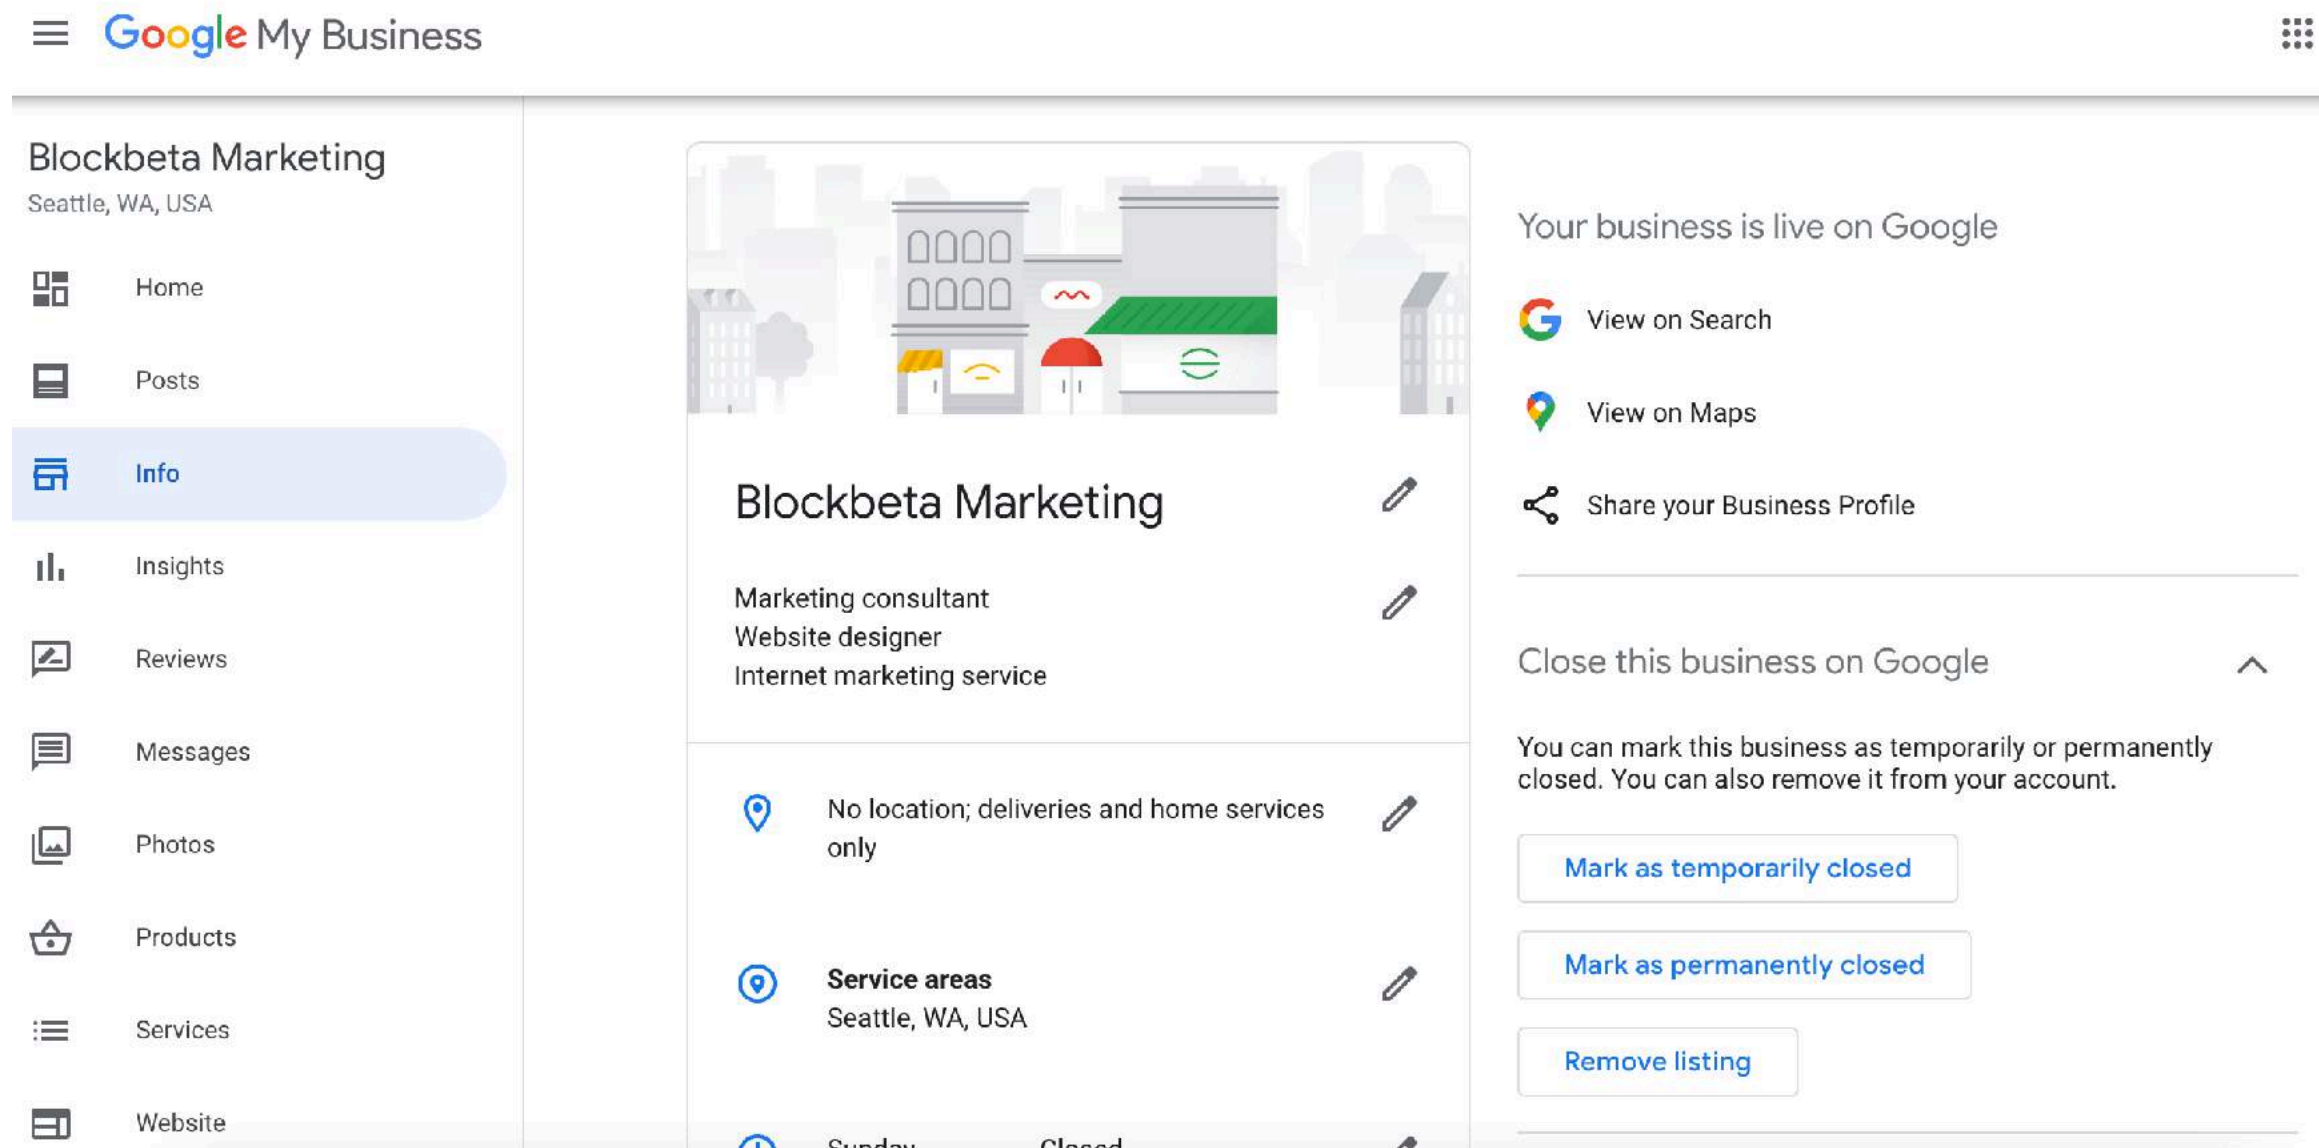 Google My Business
Blockbeta Marketing
Seattle, WA, USA
Home
Posts
Info
Insights
Reviews
Messages
Photos
Products
Services
Website
Blockbeta Marketing
Marketing consultant
Website designer
Internet marketing service
No location; deliveries and home services
only
Service areas
Seattle, WA, USA
Sunday Closed
Your business is live on Google
View on Search
View on Maps
Share your Business Profile
Close this business on Google
You can mark this business as temporarily or permanently
closed. You can also remove it from your account.
Mark as temporarily closed
Mark as permanently closed
Remove listing